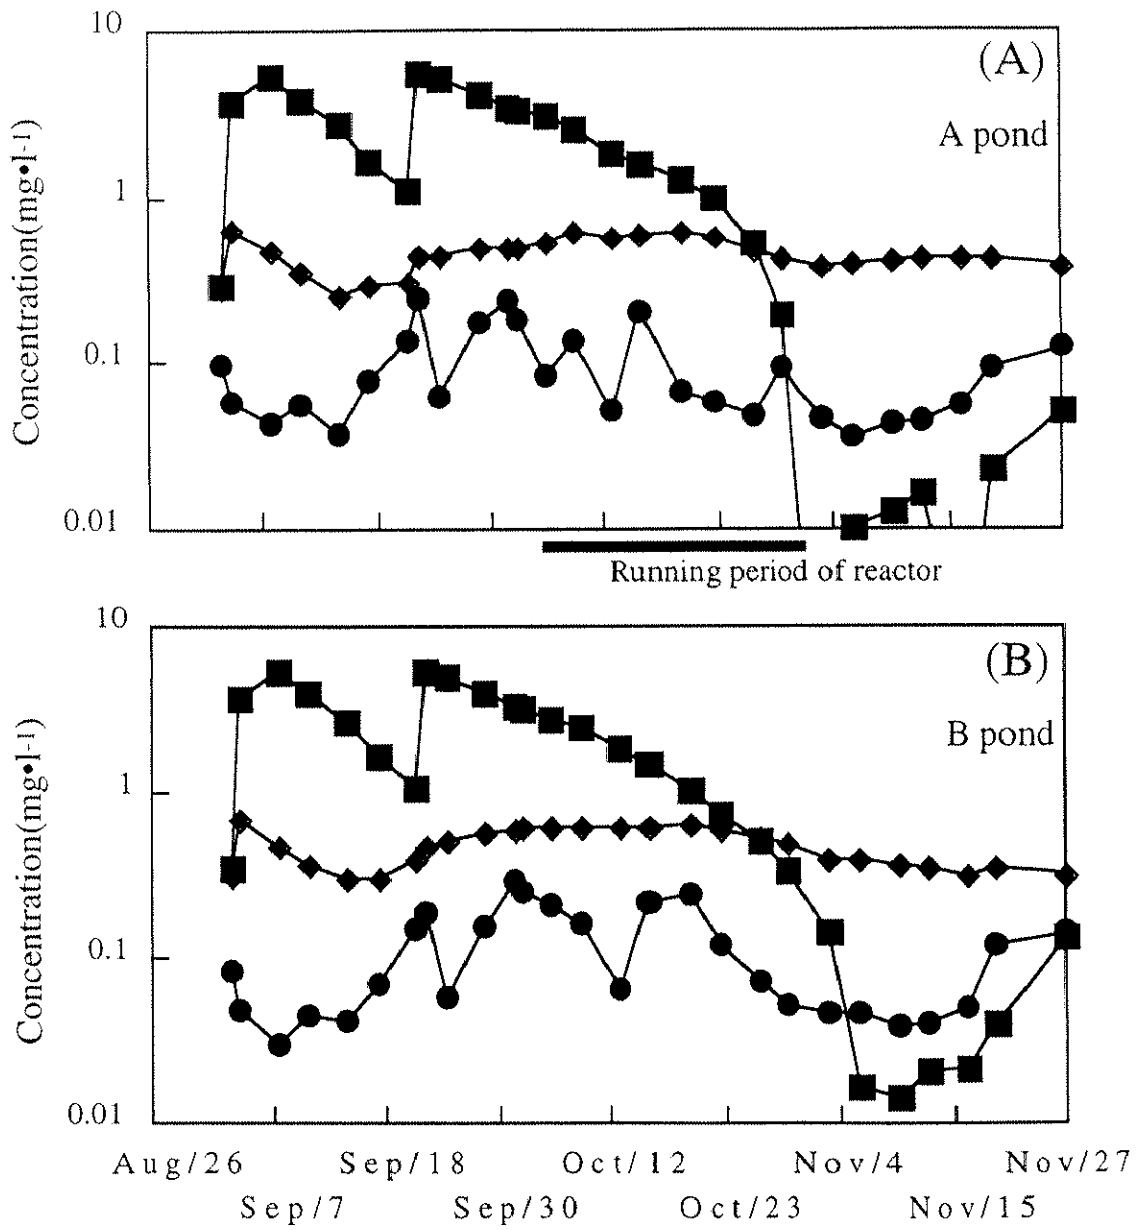 10
(A)
A pond
1
0.1
0.01
Concentration(mg•l-1)
Running period of reactor
10
(B)
B pond
1
0.1
0.01
Concentration(mg•l-1)
Aug/26 Sep/18 Oct/12 Nov/4 Nov/27
Sep/7 Sep/30 Oct/23 Nov/15